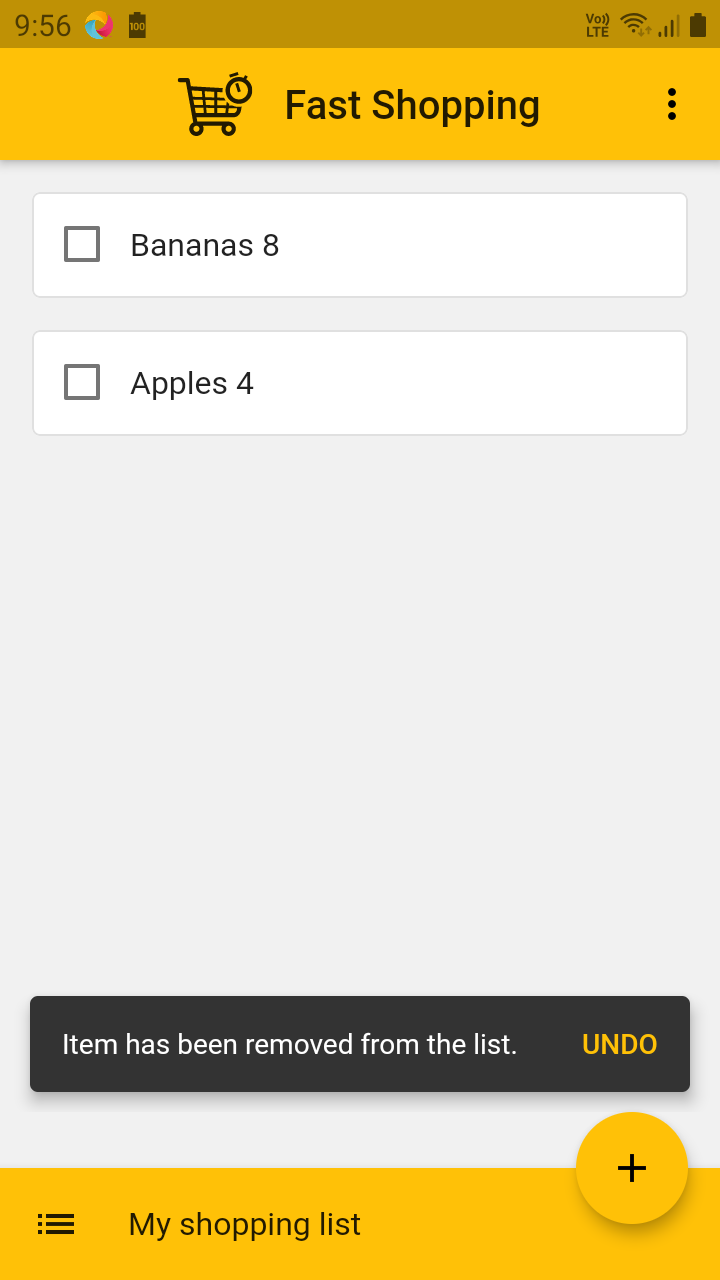 9:56
100
Vo))
LTE
Fast Shopping
Bananas 8
Apples 4
Item has been removed from the list.
UNDO
My shopping list